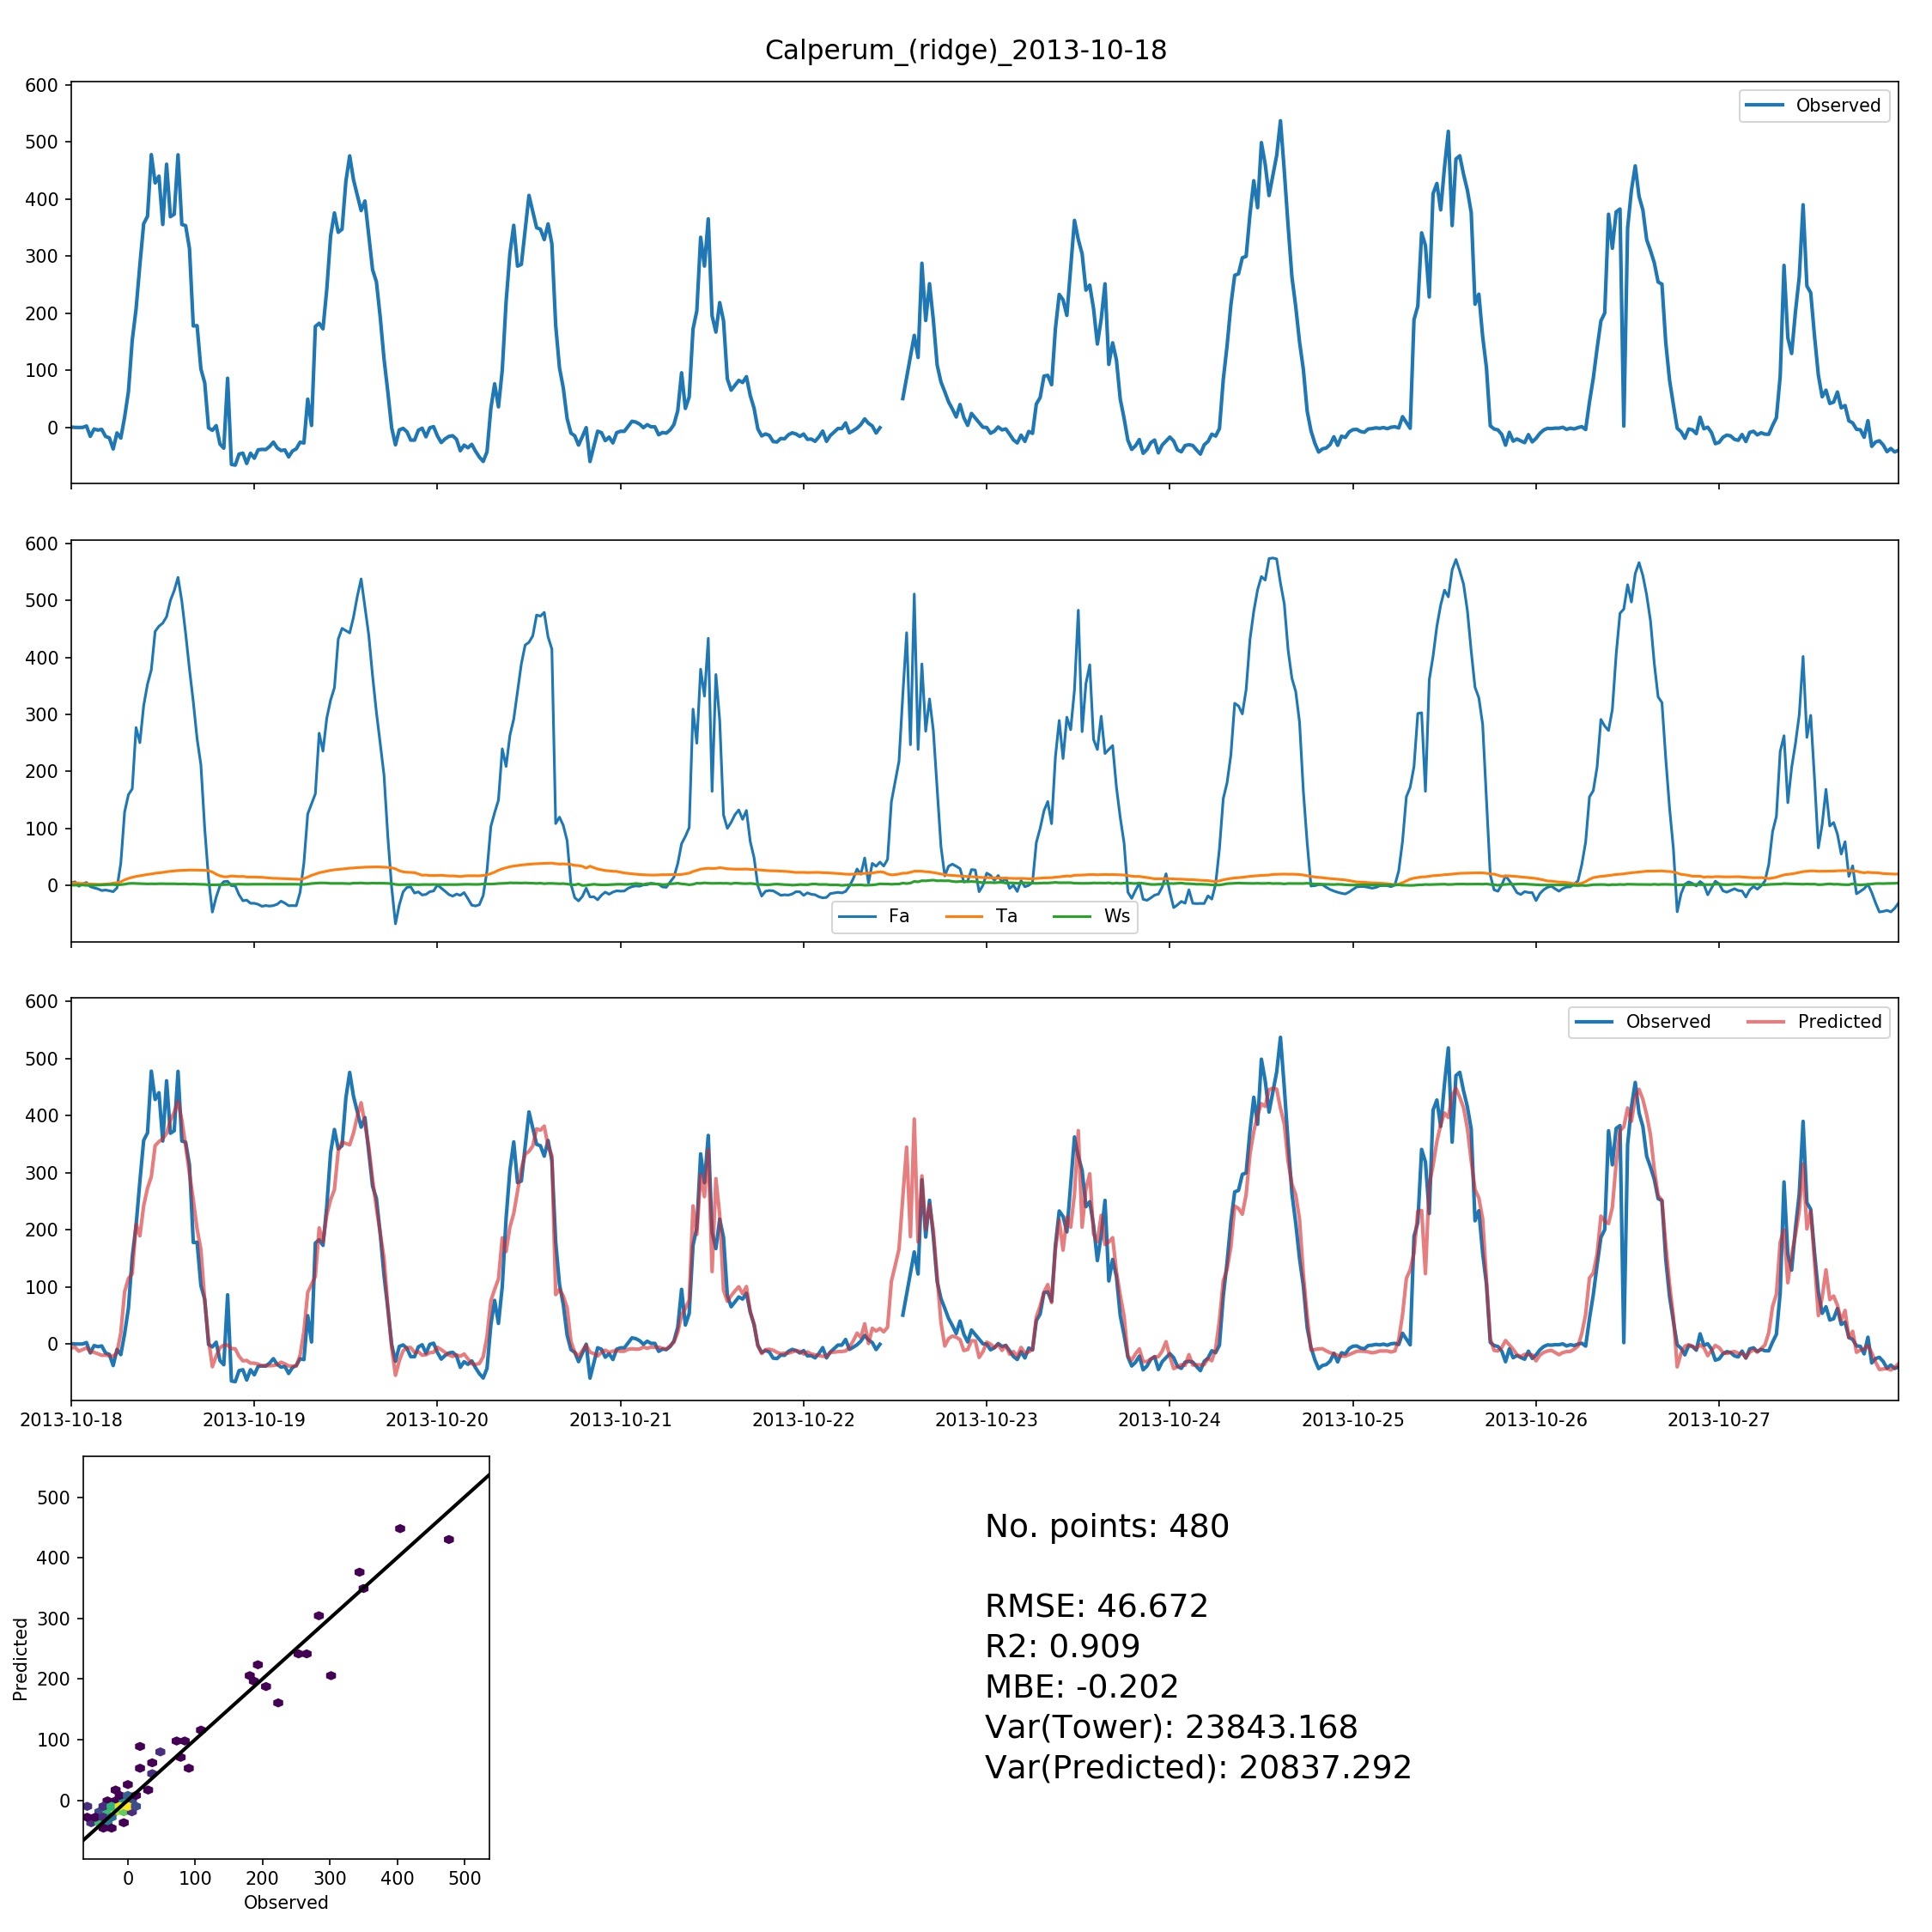 Calperum_(ridge)_2013-10-18
600
500
400
300
200
100
0
Observed
600
500
400
300
200
100
0
Fa Ta Ws
600
500
400
300
200
100
0
Observed Predicted
2013-10-18 2013-10-19 2013-10-20 2013-10-21 2013-10-22 2013-10-23 2013-10-24 2013-10-25 2013-10-26 2013-10-27
500
400
300
200
100
0
Predicted
0 100 200 300 400 500
Observed
No. points: 480
RMSE: 46.672
R2: 0.909
MBE: -0.202
Var(Tower): 23843.168
Var(Predicted): 20837.292